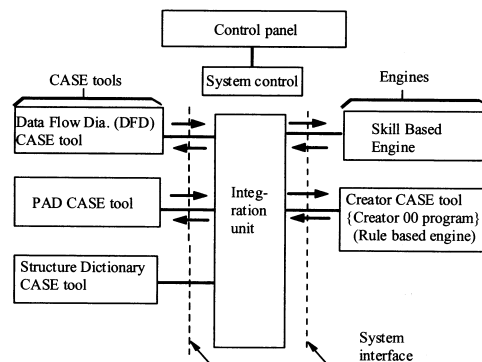 Control panel
System control
CASE tools
Engines
Data Flow Dia. (DFD)
CASE tool
Skill Based
Engine
PAD CASE tool
Integ-
ration
unit
Creator CASE tool
{Creator 00 program}
(Rule based engine)
Structure Dictionary
CASE tool
System
interface